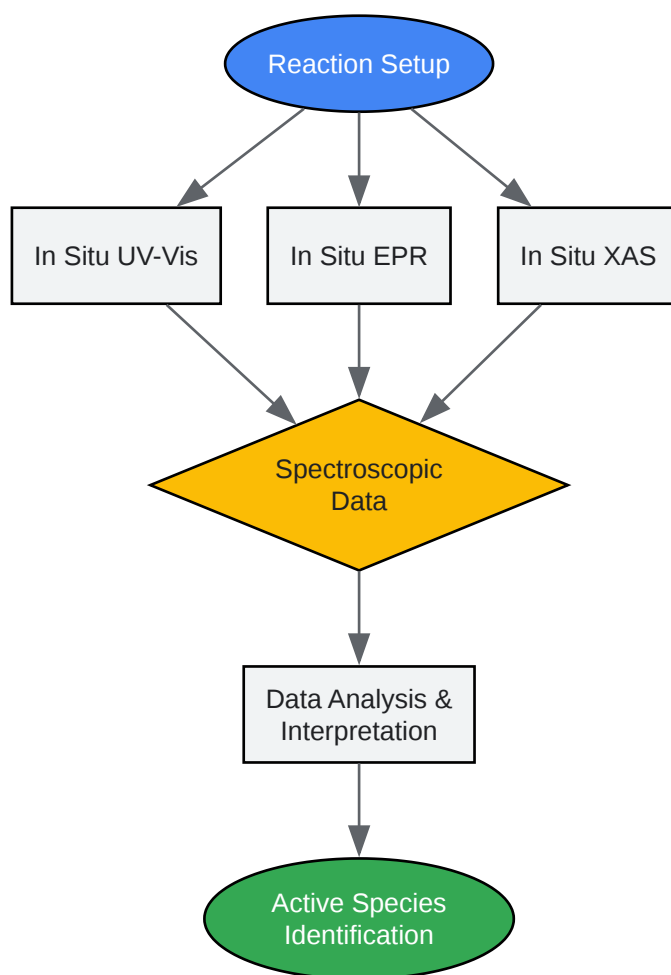 Reaction Setup
In Situ UV-Vis
In Situ EPR
In Situ XAS
Spectroscopic
Data
Data Analysis &
Interpretation
Active Species
Identification